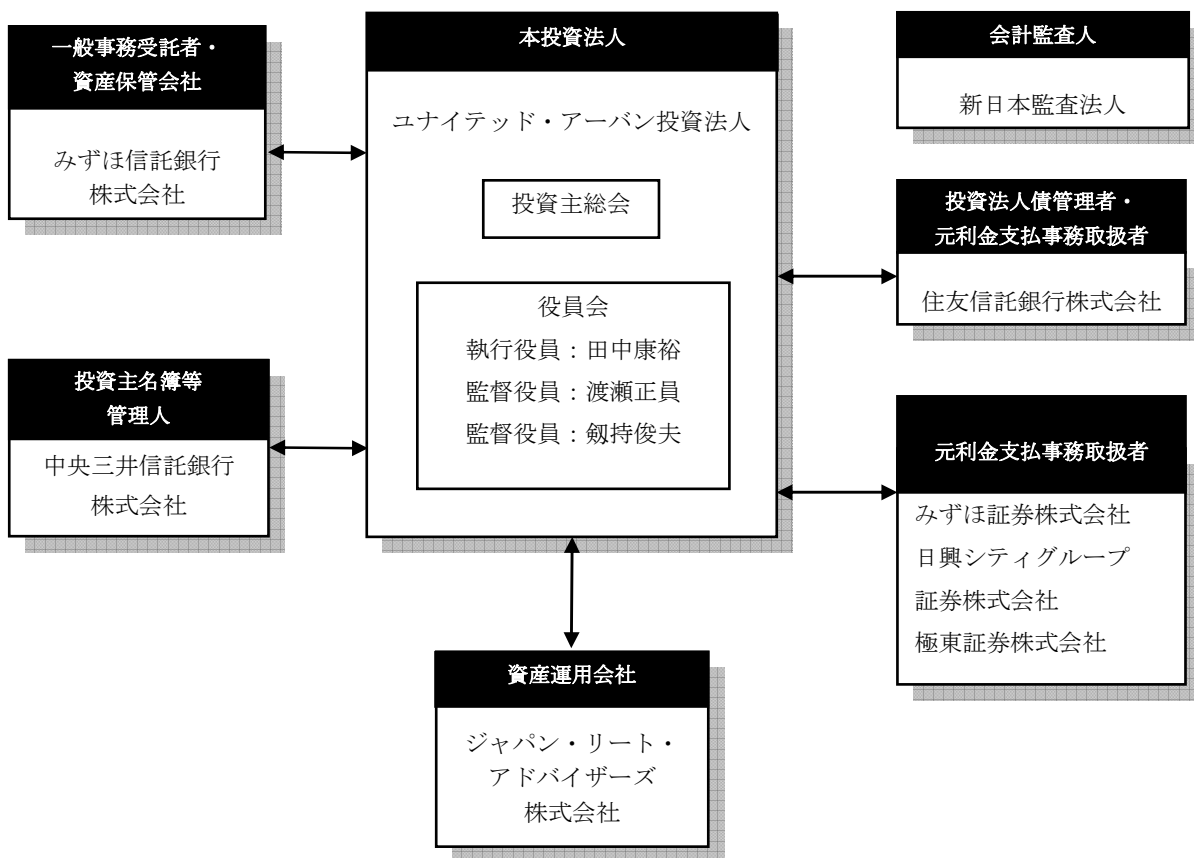 一般事務受託者・
資産保管会社
みずほ信託銀行
株式会社
投資主名簿等
管理人
中央三井信託銀行
株式会社
本投資法人
ユナイテッド・アーバン投資法人
投資主総会
役員会
執行役員：田中康裕
監督役員：渡瀬正員
監督役員：剱持俊夫
資産運用会社
ジャパン・リート・
アドバイザーズ
株式会社
会計監査人
新日本監査法人
投資法人債管理者・
元利金支払事務取扱者
住友信託銀行株式会社
元利金支払事務取扱者
みずほ証券株式会社
日興シティグループ
証券株式会社
極東証券株式会社